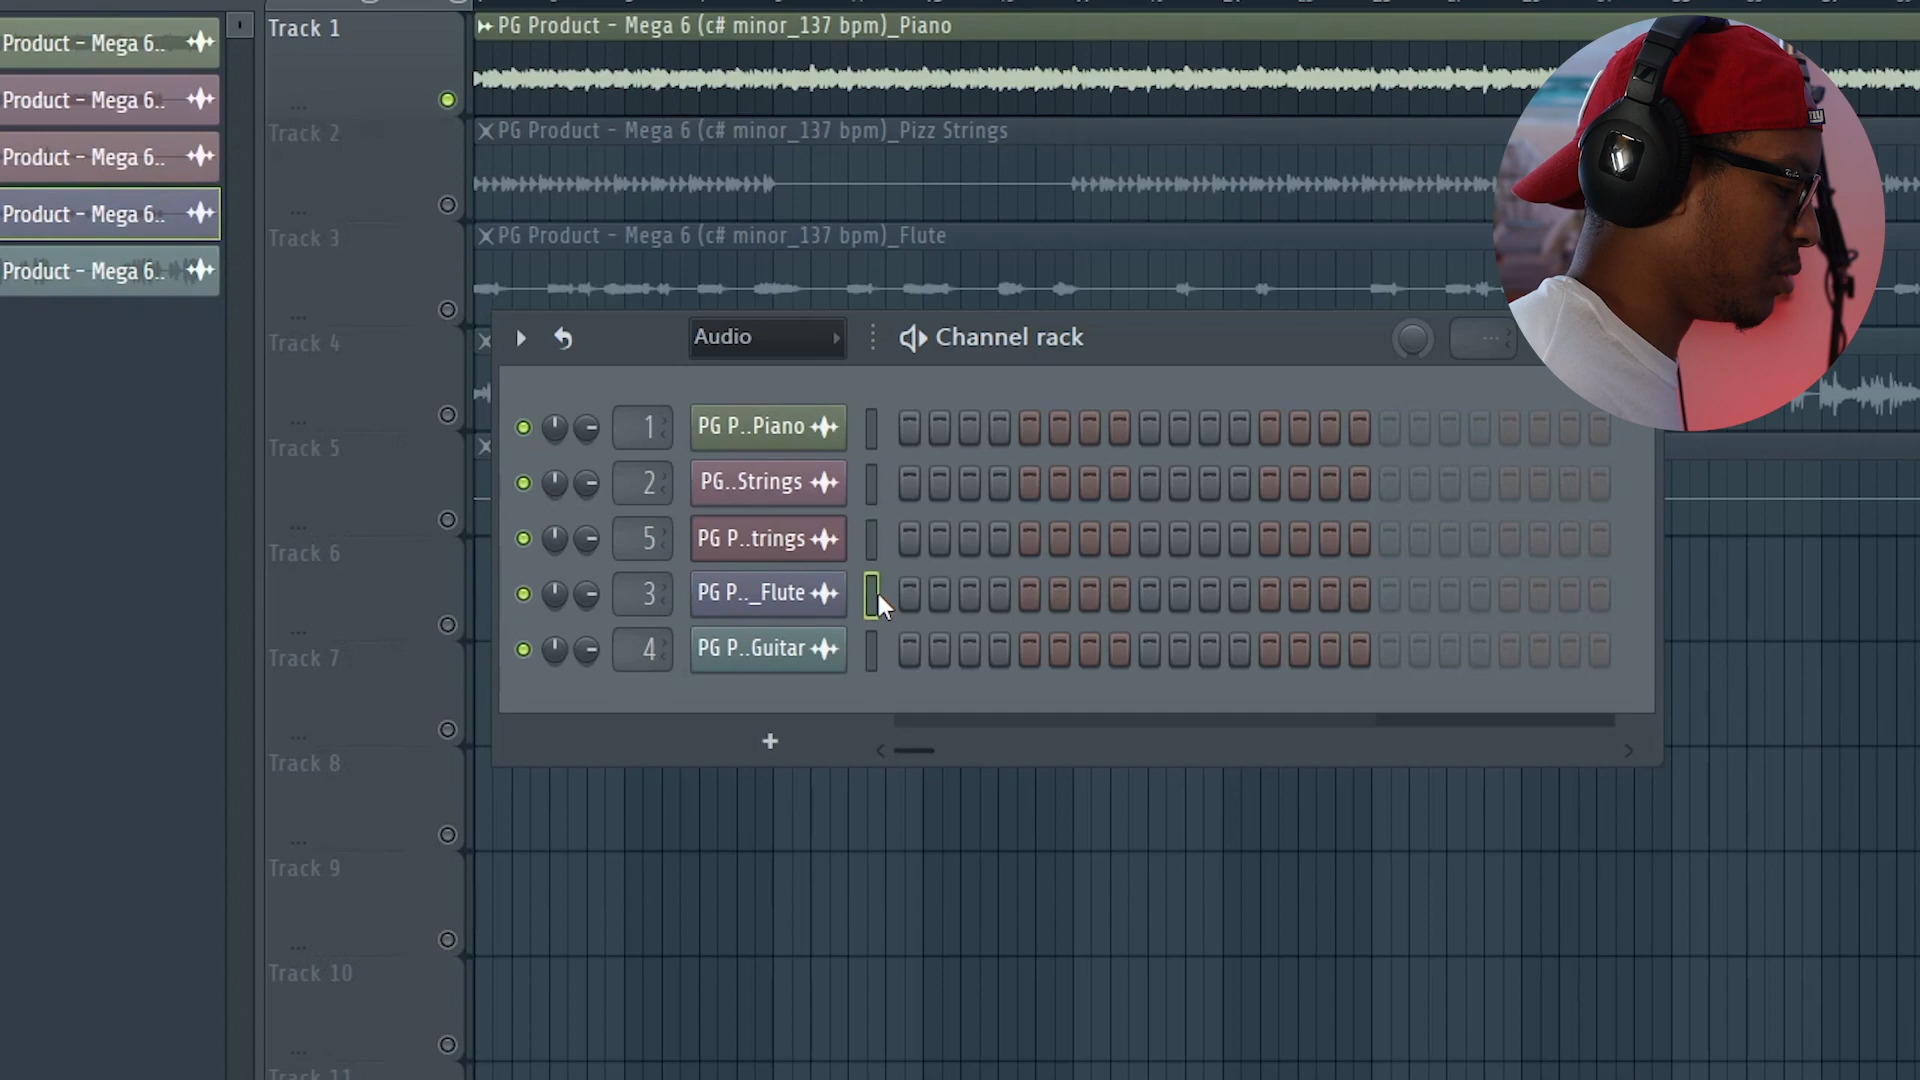 Product - Mega 6..
Product - Mega 6..
Product - Mega 6..
Product - Mega 6..
Product - Mega 6..
Track 1
PG Product - Mega 6 (c# minor_137 bpm)_Piano
Track 2
PG Product - Mega 6 (c# minor_137 bpm)_Pizz Strings
Track 3
PG Product - Mega 6 (c# minor_137 bpm)_Flute
Track 4
Track 5
Track 6
Track 7
Track 8
Track 9
Track 10
Track 11
Audio
Channel rack
1 PG P..Piano
2 PG..Strings
5 PG P..trings
3 PG P.._Flute
4 PG P..Guitar